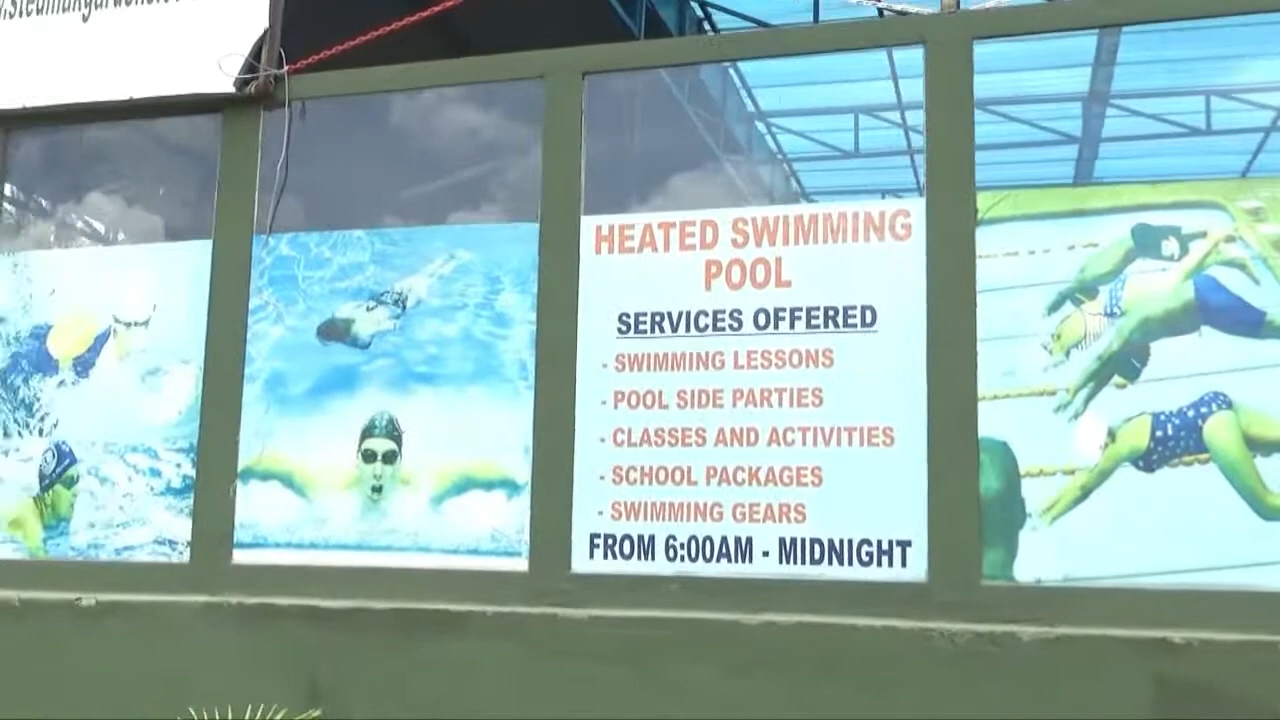 HEATED SWIMMING
POOL
SERVICES OFFERED
- SWIMMING LESSONS
- POOL SIDE PARTIES
- CLASSES AND ACTIVITIES
- SCHOOL PACKAGES
- SWIMMING GEARS
FROM 6:00AM - MIDNIGHT